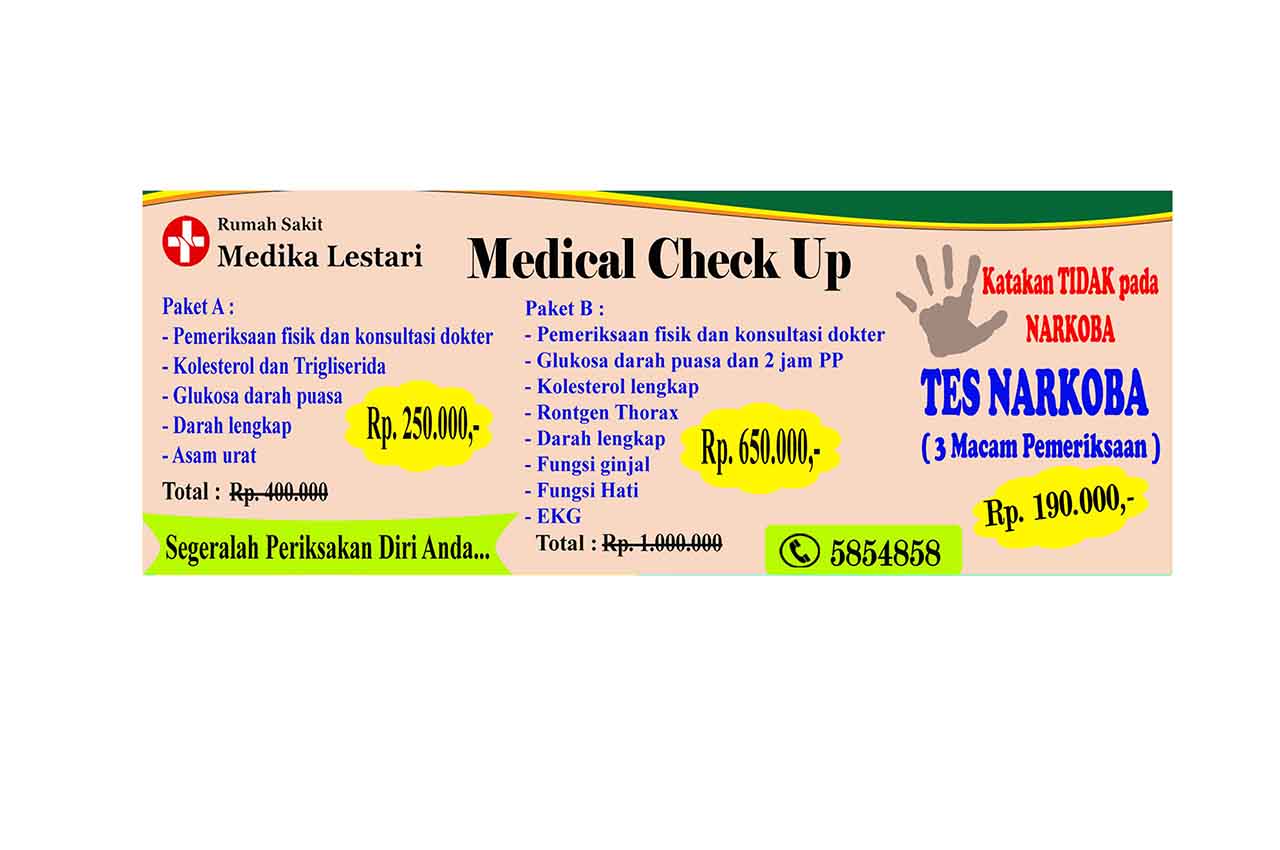 Rumah Sakit
Medika Lestari
Medical Check Up
Paket A :
- Pemeriksaan fisik dan konsultasi dokter
- Kolesterol dan Trigliserida
- Glukosa darah puasa
- Darah lengkap
- Asam urat
Rp. 250.000,-
Total : Rp. 400.000
Segeralah Periksakan Diri Anda...
Paket B :
- Pemeriksaan fisik dan konsultasi dokter
- Glukosa darah puasa dan 2 jam PP
- Kolesterol lengkap
- Rontgen Thorax
- Darah lengkap
- Fungsi ginjal
- Fungsi Hati
- EKG
Rp. 650.000,-
Total : Rp. 1.000.000
5854858
Katakan TIDAK pada
NARKOBA
TES NARKOBA
( 3 Macam Pemeriksaan )
Rp. 190.000,-